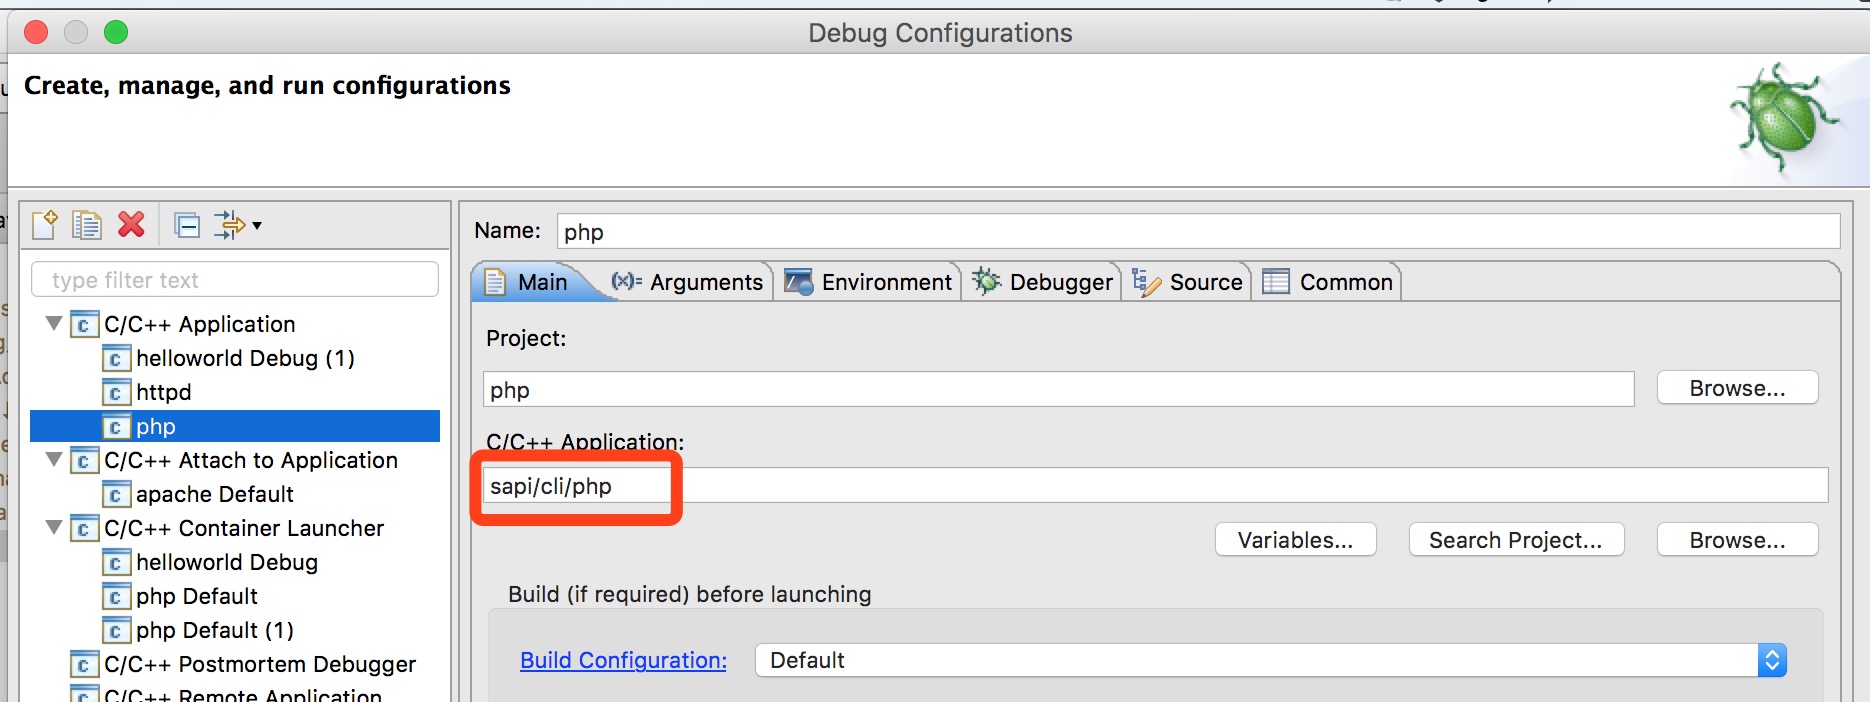 Debug Configurations
Create, manage, and run configurations
type filter text
C/C++ Application
helloworld Debug (1)
httpd
php
C/C++ Attach to Application
apache Default
C/C++ Container Launcher
helloworld Debug
php Default
php Default (1)
C/C++ Postmortem Debugger
C/C++ Remote Application
Name: php
Main (x)= Arguments Environment Debugger Source Common
Project:
php Browse...
C/C++ Application:
sapi/cli/php
Variables... Search Project... Browse...
Build (if required) before launching
Build Configuration: Default